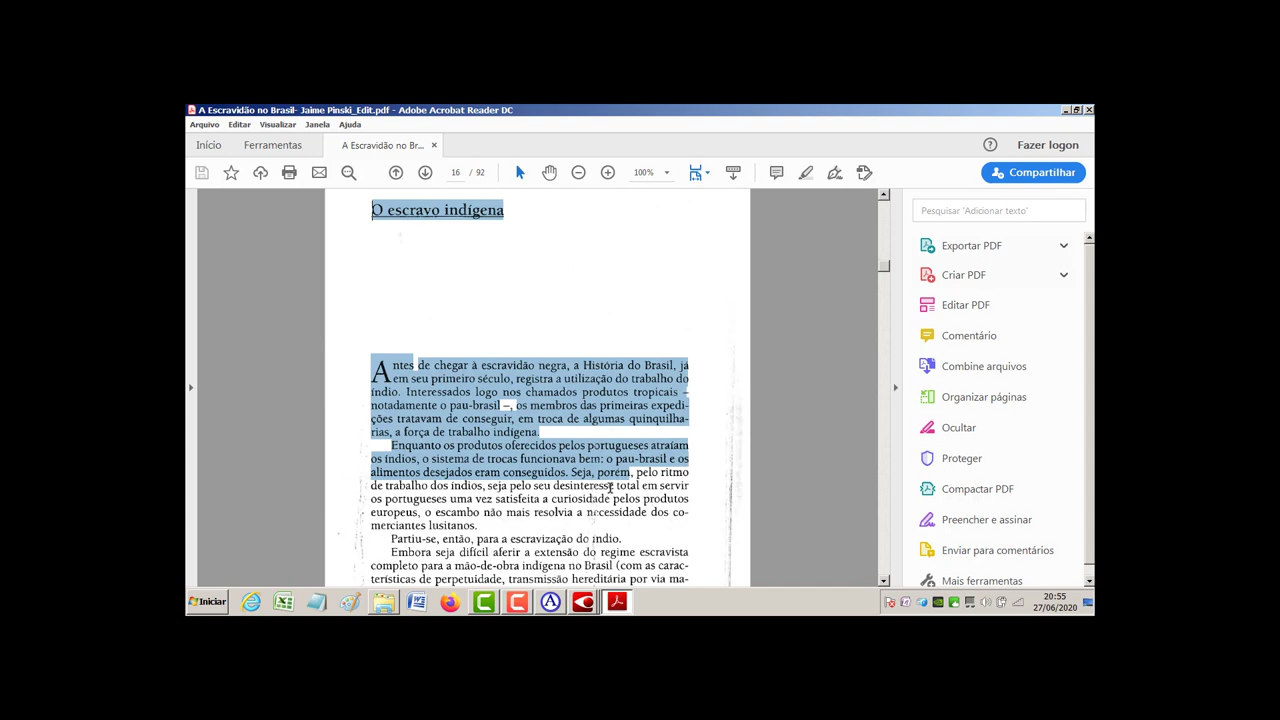 A Escravidão no Brasil- Jaime Pinski_Edit.pdf - Adobe Acrobat Reader DC
Arquivo Editar Visualizar Janela Ajuda
Início Ferramentas A Escravidão no Br... × Fazer logon
16 / 92 100% Compartilhar
O escravo indígena
Antes de chegar à escravidão negra, a História do Brasil, já
em seu primeiro século, registra a utilização do trabalho do
índio. Interessados logo nos chamados produtos tropicais –
notadamente o pau-brasil –, os membros das primeiras expedi-
ções tratavam de conseguir, em troca de algumas quinquilha-
rias, a força de trabalho indígena.
Enquanto os produtos oferecidos pelos portugueses atraíam
os índios, o sistema de trocas funcionava bem: o pau-brasil e os
alimentos desejados eram conseguidos. Seja, porém, pelo ritmo
de trabalho dos índios, seja pelo seu desinteresse total em servir
os portugueses uma vez satisfeita a curiosidade pelos produtos
europeus, o escambo não mais resolvia a necessidade dos co-
merciantes lusitanos.
Partiu-se, então, para a escravização do índio.
Embora seja difícil aferir a extensão do regime escravista
completo para a mão-de-obra indígena no Brasil (com as carac-
terísticas de perpetuidade, transmissão hereditária por via ma-
Pesquisar 'Adicionar texto'
Exportar PDF
Criar PDF
Editar PDF
Comentário
Combine arquivos
Organizar páginas
Ocultar
Proteger
Compactar PDF
Preencher e assinar
Enviar para comentários
Mais ferramentas
Iniciar
20:55
27/06/2020